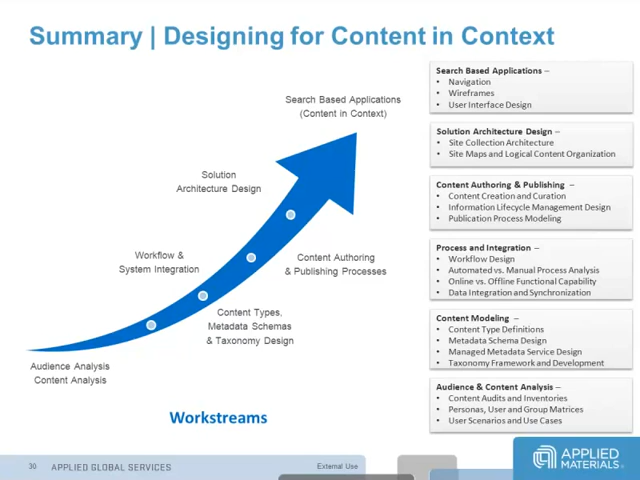 Summary | Designing for Content in Context
Search Based Applications
(Content in Context)
Solution
Architecture Design
Workflow &
System Integration
Content Authoring
& Publishing Processes
Content Types,
Metadata Schemas
& Taxonomy Design
Audience Analysis
Content Analysis
Workstreams
Search Based Applications –
• Navigation
• Wireframes
• User Interface Design
Solution Architecture Design –
• Site Collection Architecture
• Site Maps and Logical Content Organization
Content Authoring & Publishing –
• Content Creation and Curation
• Information Lifecycle Management Design
• Publication Process Modeling
Process and Integration –
• Workflow Design
• Automated vs. Manual Process Analysis
• Online vs. Offline Functional Capability
• Data Integration and Synchronization
Content Modeling –
• Content Type Definitions
• Metadata Schema Design
• Managed Metadata Service Design
• Taxonomy Framework and Development
Audience & Content Analysis –
• Content Audits and Inventories
• Personas, User and Group Matrices
• User Scenarios and Use Cases
30 APPLIED GLOBAL SERVICES
External Use
APPLIED
MATERIALS